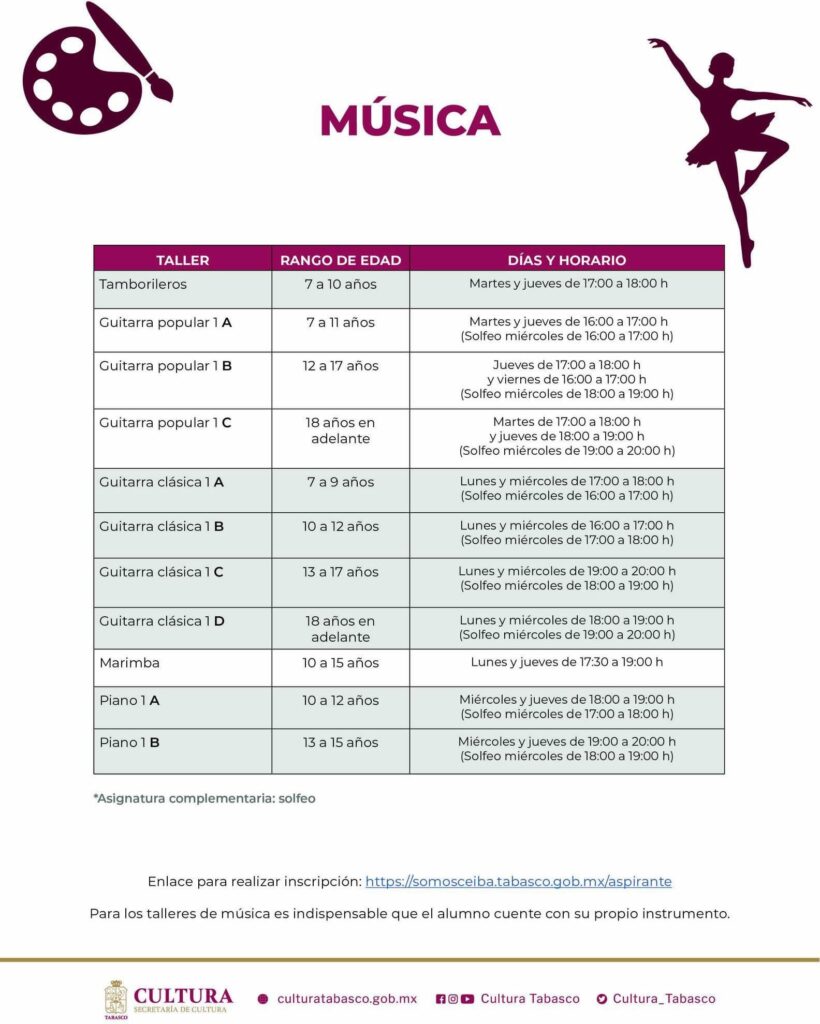 MÚSICA
TALLER RANGO DE EDAD DÍAS Y HORARIO
Tamborileros 7 a 10 años Martes y jueves de 17:00 a 18:00 h
Guitarra popular 1 A 7 a 11 años Martes y jueves de 16:00 a 17:00 h
(Solfeo miércoles de 16:00 a 17:00 h)
Guitarra popular 1 B 12 a 17 años Jueves de 17:00 a 18:00 h
y viernes de 16:00 a 17:00 h
(Solfeo miércoles de 18:00 a 19:00 h)
Guitarra popular 1 C 18 años en Martes de 17:00 a 18:00 h
adelante y jueves de 18:00 a 19:00 h
(Solfeo miércoles de 19:00 a 20:00 h)
Guitarra clásica 1 A 7 a 9 años Lunes y miércoles de 17:00 a 18:00 h
(Solfeo miércoles de 16:00 a 17:00 h)
Guitarra clásica 1 B 10 a 12 años Lunes y miércoles de 16:00 a 17:00 h
(Solfeo miércoles de 17:00 a 18:00 h)
Guitarra clásica 1 C 13 a 17 años Lunes y miércoles de 19:00 a 20:00 h
(Solfeo miércoles de 18:00 a 19:00 h)
Guitarra clásica 1 D 18 años en Lunes y miércoles de 18:00 a 19:00 h
adelante (Solfeo miércoles de 19:00 a 20:00 h)
Marimba 10 a 15 años Lunes y jueves de 17:30 a 19:00 h
Piano 1 A 10 a 12 años Miércoles y jueves de 18:00 a 19:00 h
(Solfeo miércoles de 17:00 a 18:00 h)
Piano 1 B 13 a 15 años Miércoles y jueves de 19:00 a 20:00 h
(Solfeo miércoles de 18:00 a 19:00 h)
*Asignatura complementaria: solfeo
Enlace para realizar inscripción: https://somosceiba.tabasco.gob.mx/aspirante
Para los talleres de música es indispensable que el alumno cuente con su propio instrumento.
TABASCO CULTURA
SECRETARÍA DE CULTURA
culturatabasco.gob.mx Cultura Tabasco Cultura_Tabasco